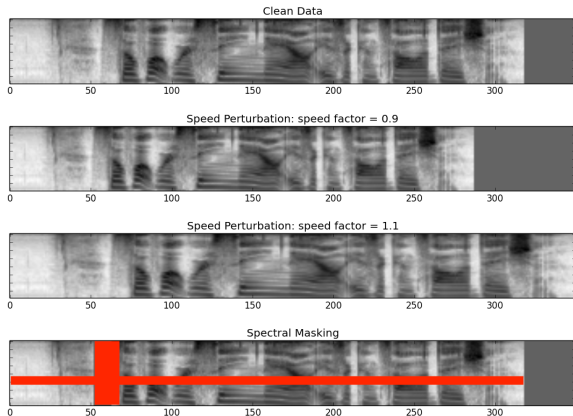 Clean Data
0 50 100 150 200 250 300
Speed Perturbation: speed factor = 0.9
0 50 100 150 200 250 300
Speed Perturbation: speed factor = 1.1
0 50 100 150 200 250 300
Spectral Masking
0 50 100 150 200 250 300